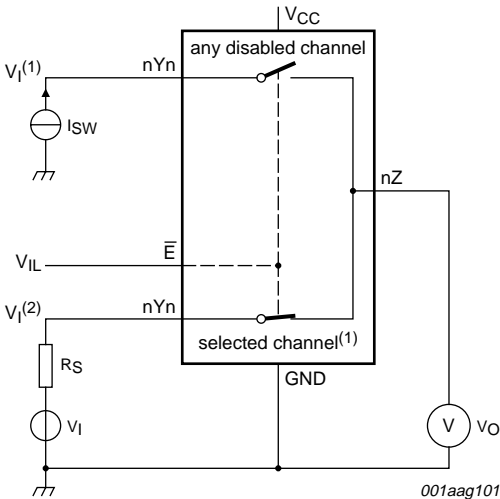 VCC
any disabled channel
VI(1)
nYn
ISW
nZ
E
VIL
VI(2)
nYn
selected channel(1)
RS
GND
VI
V
VO
001aag101